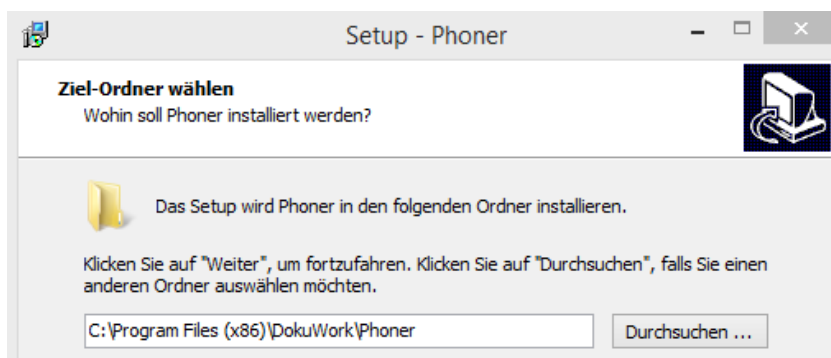 Setup - Phoner
Ziel-Ordner wählen
Wohin soll Phoner installiert werden?
Das Setup wird Phoner in den folgenden Ordner installieren.
Klicken Sie auf "Weiter", um fortzufahren. Klicken Sie auf "Durchsuchen", falls Sie einen
anderen Ordner auswählen möchten.
C:\Program Files (x86)\DokuWork\Phoner
Durchsuchen ...